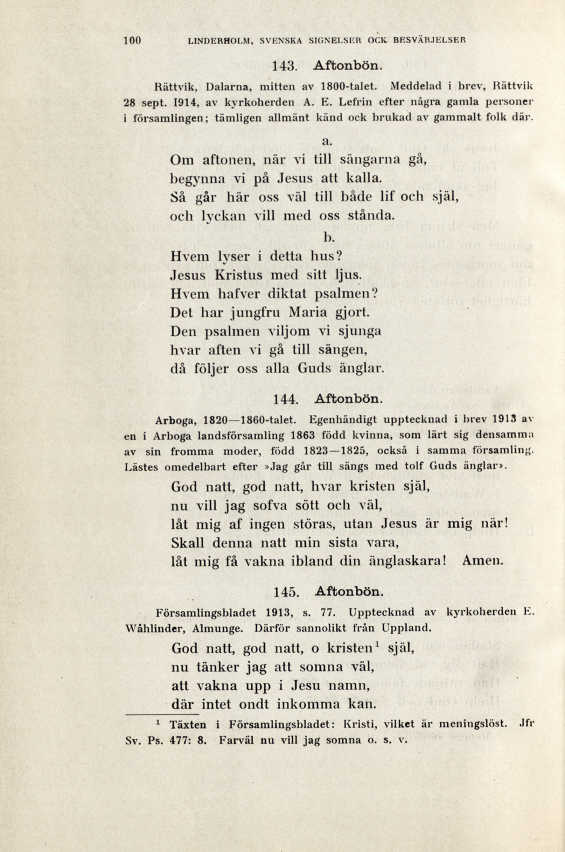 100 LINDERHOLM, SVENSKA SIGNELSER OCK BESVÄRJELSER
143. Aftonbön.
Rättvik, Dalarna, mitten av 1800-talet. Meddelad i brev, Rättvik
28 sept. 1914, av kyrkoherden A. E. Lefrin efter några gamla personer
i församlingen; tämligen allmänt känd ock brukad av gammalt folk där.
a.
Om aftonen, när vi till sängarna gå,
begynna vi på Jesus att kalla.
Så går här oss väl till både lif och själ,
och lyckan vill med oss stånda.
b.
Hvem lyser i detta hus?
Jesus Kristus med sitt ljus.
Hvem hafver diktat psalmen?
Det har jungfru Maria gjort.
Den psalmen viljom vi sjunga
hvar aften vi gå till sängen,
då följer oss alla Guds änglar.
144. Aftonbön.
Arboga, 1820—1860-talet. Egenhändigt upptecknad i brev 1913 av
en i Arboga landsförsamling 1863 född kvinna, som lärt sig densamma
av sin fromma moder, född 1823—1825, också i samma församling.
Lästes omedelbart efter »Jag går till sängs med tolf Guds änglar».
God natt, god natt, hvar kristen själ,
nu vill jag sofva sött och väl,
låt mig af ingen störas, utan Jesus är mig när!
Skall denna natt min sista vara,
låt mig få vakna ibland din änglaskara! Amen.
145. Aftonbön.
Församlingsbladet 1913, s. 77. Upptecknad av kyrkoherden E.
Wåhlinder, Almunge. Därför sannolikt från Uppland.
God natt, god natt, o kristen¹ själ,
nu tänker jag att somna väl,
att vakna upp i Jesu namn,
där intet ondt inkomma kan.
¹ Täxten i Församlingsbladet: Kristi, vilket är meningslöst. Jfr
Sv. Ps. 477: 8. Farväl nu vill jag somna o. s. v.